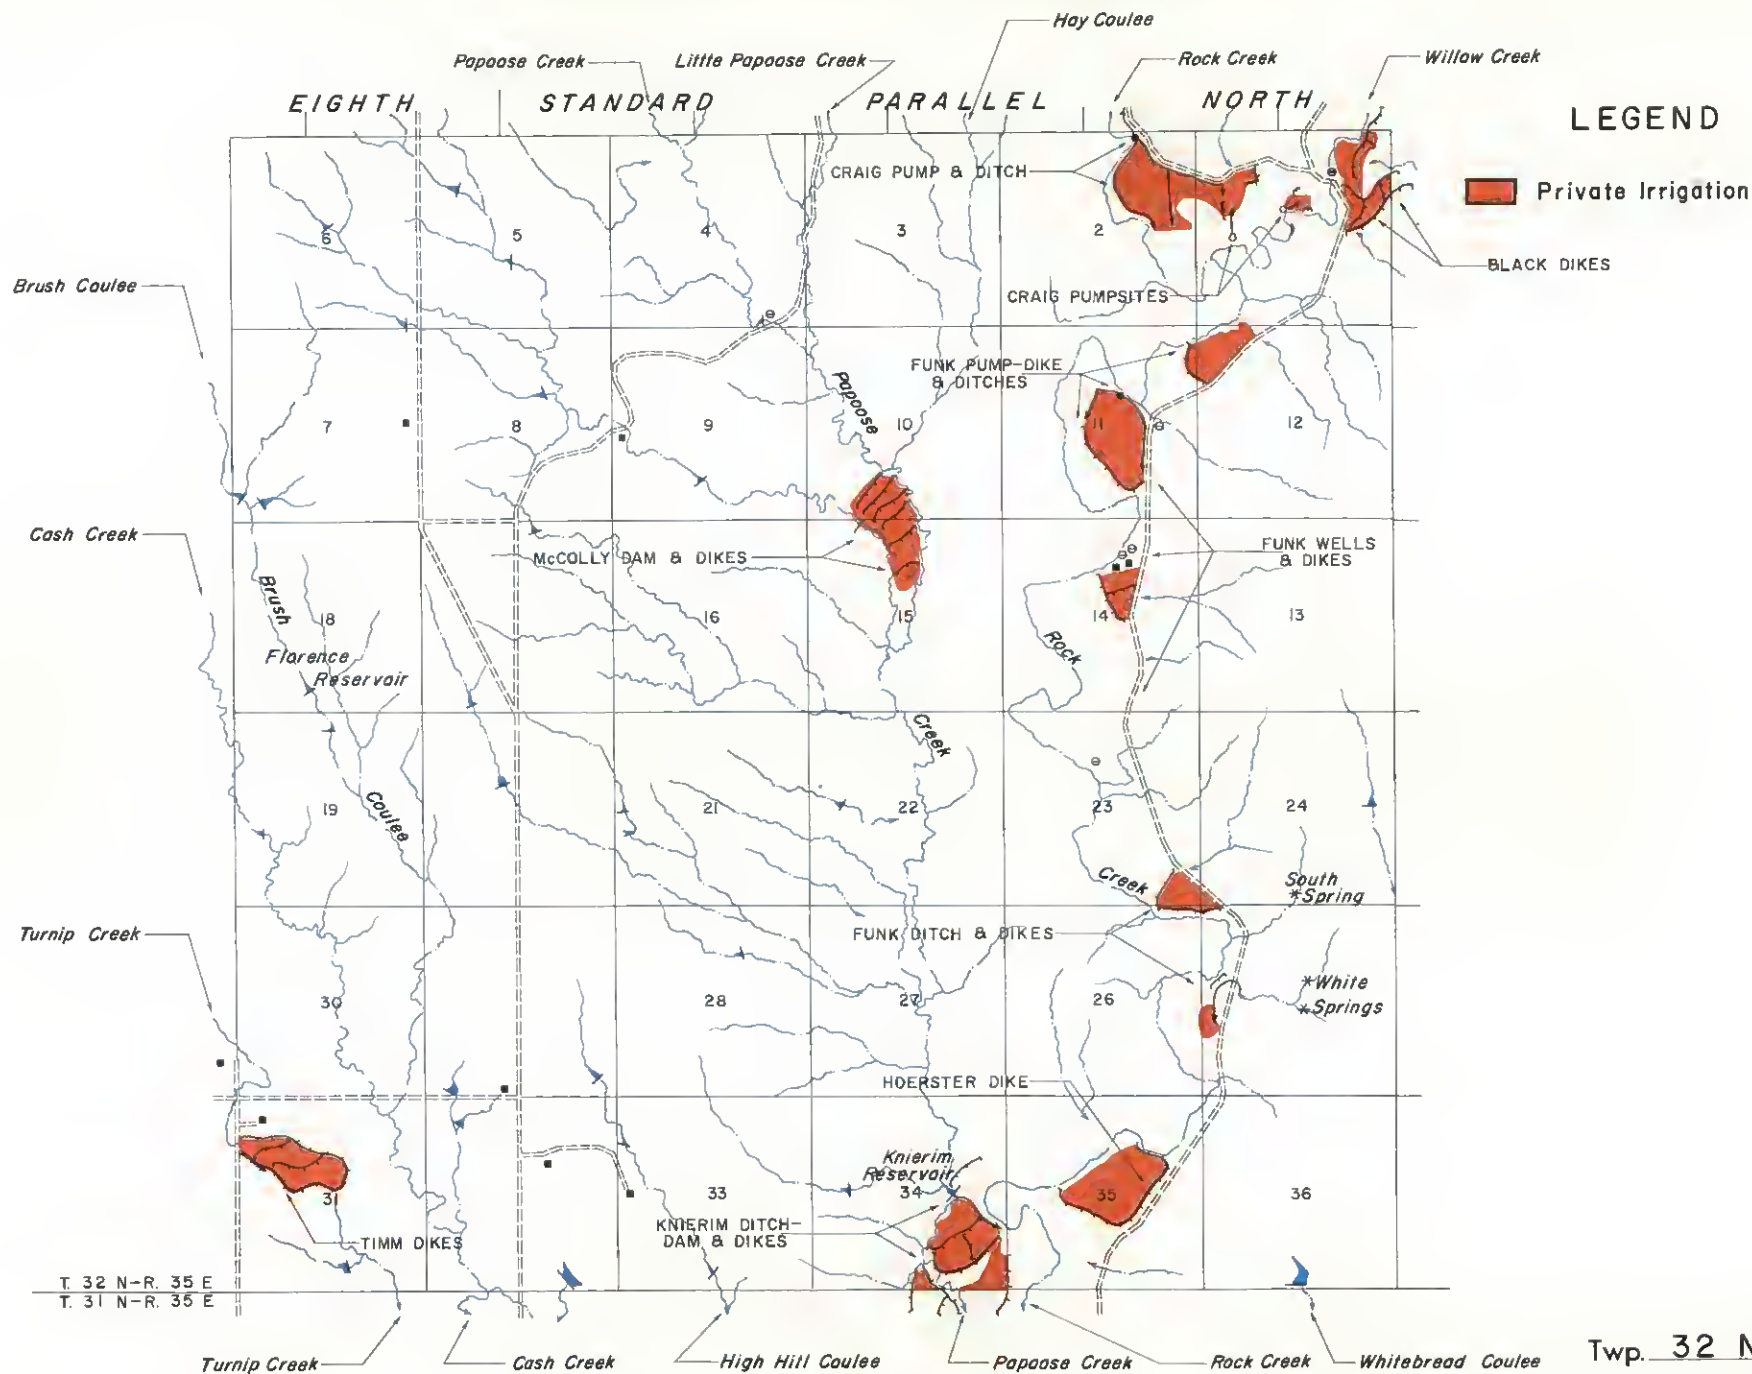 Hay Coulee
Papoose Creek
Little Papoose Creek
Rock Creek
Willow Creek
EIGHTH STANDARD PARALLEL NORTH
LEGEND
Private Irrigation
CRAIG PUMP & DITCH
6
5
4
3
2
BLACK DIKES
Brush Coulee
CRAIG PUMPSITES
FUNK PUMP-DIKE
& DITCHES
Papoose
7
8
9
10
11
12
Cash Creek
McCOLLY DAM & DIKES
FUNK WELLS
& DIKES
Brush
18
16
15
14
13
Florence
Reservoir
Rock
Creek
19
Coulee
21
22
23
24
Creek
South
Spring
Turnip Creek
FUNK DITCH & DIKES
White
Springs
30
28
27
26
HOERSTER DIKE
Knierim
Reservoir
31
33
34
35
36
KNIERIM DITCH-
DAM & DIKES
TIMM DIKES
T. 32 N-R. 35 E
T. 31 N-R. 35 E
Turnip Creek
Cash Creek
High Hill Coulee
Papoose Creek
Rock Creek
Whitebread Coulee
Twp. 32 N